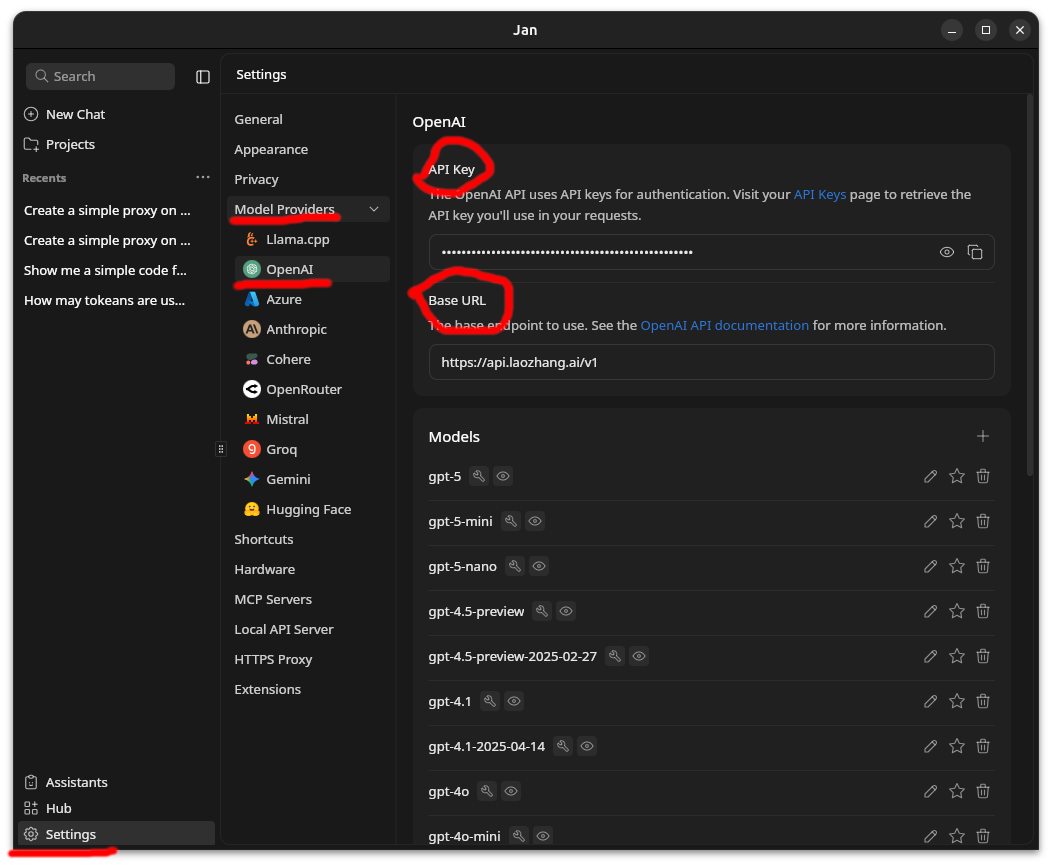 Jan
Search
New Chat
Projects
Recents
Create a simple proxy on ...
Create a simple proxy on ...
Show me a simple code f...
How may tokeans are us...
Assistants
Hub
Settings
Settings
General
Appearance
Privacy
Model Providers
Llama.cpp
OpenAI
Azure
Anthropic
Cohere
OpenRouter
Mistral
Groq
Gemini
Hugging Face
Shortcuts
Hardware
MCP Servers
Local API Server
HTTPS Proxy
Extensions
OpenAI
API Key
The OpenAI API uses API keys for authentication. Visit your API Keys page to retrieve the
API key you'll use in your requests.
••••••••••••••••••••••••••••••••••••••••••••••••••
Base URL
The base endpoint to use. See the OpenAI API documentation for more information.
https://api.laozhang.ai/v1
Models
gpt-5
gpt-5-mini
gpt-5-nano
gpt-4.5-preview
gpt-4.5-preview-2025-02-27
gpt-4.1
gpt-4.1-2025-04-14
gpt-4o
gpt-4o-mini